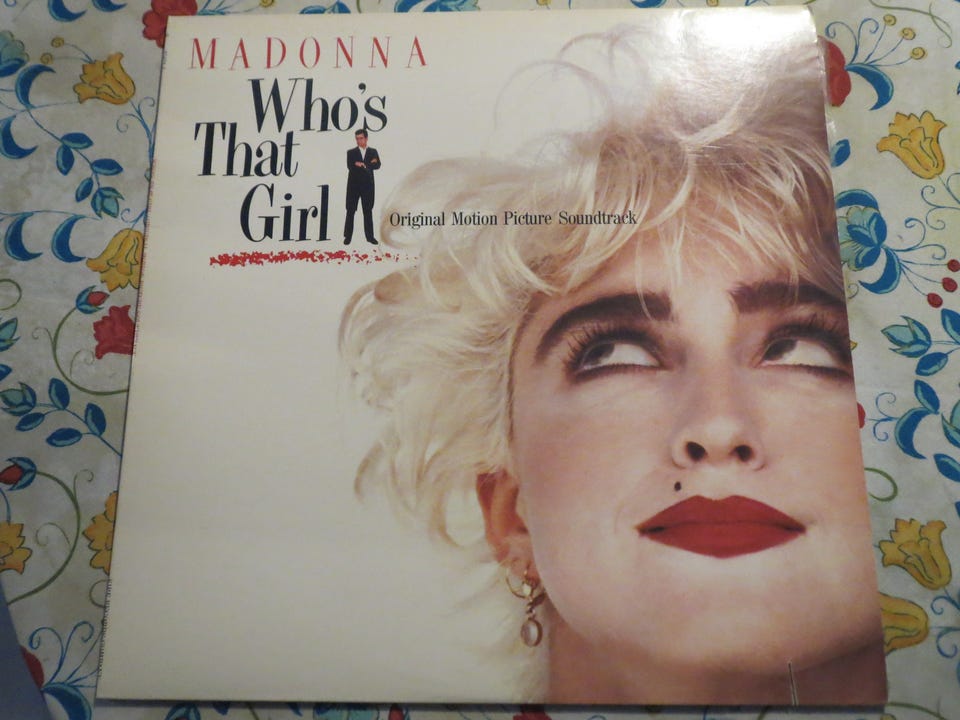 MADONNA
Who's
That
Girl
Original Motion Picture Soundtrack